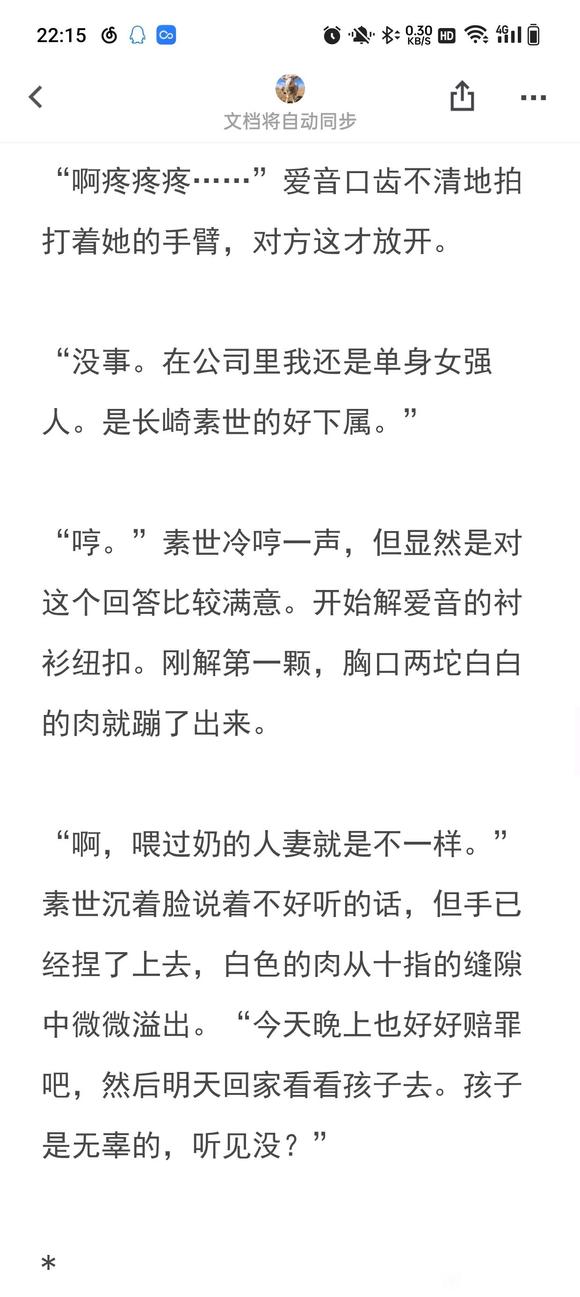 22:15
0.30 KB/S
HD
4G
文档将自动同步
“啊疼疼疼……”爱音口齿不清地拍
打着她的手臂，对方这才放开。
“没事。在公司里我还是单身女强
人。是长崎素世的好下属。”
“哼。”素世冷哼一声，但显然是对
这个回答比较满意。开始解爱音的衬
衫纽扣。刚解第一颗，胸口两坨白白
的肉就蹦了出来。
“啊，喂过奶的人妻就是不一样。”
素世沉着脸说着不好听的话，但手已
经捏了上去，白色的肉从十指的缝隙
中微微溢出。“今天晚上也好好赔罪
吧，然后明天回家看看孩子去。孩子
是无辜的，听见没？”
*